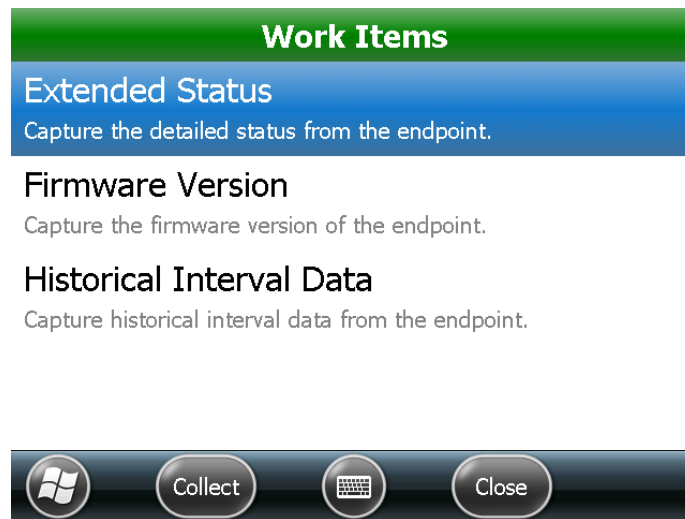 Work Items
Extended Status
Capture the detailed status from the endpoint.
Firmware Version
Capture the firmware version of the endpoint.
Historical Interval Data
Capture historical interval data from the endpoint.
Collect Close